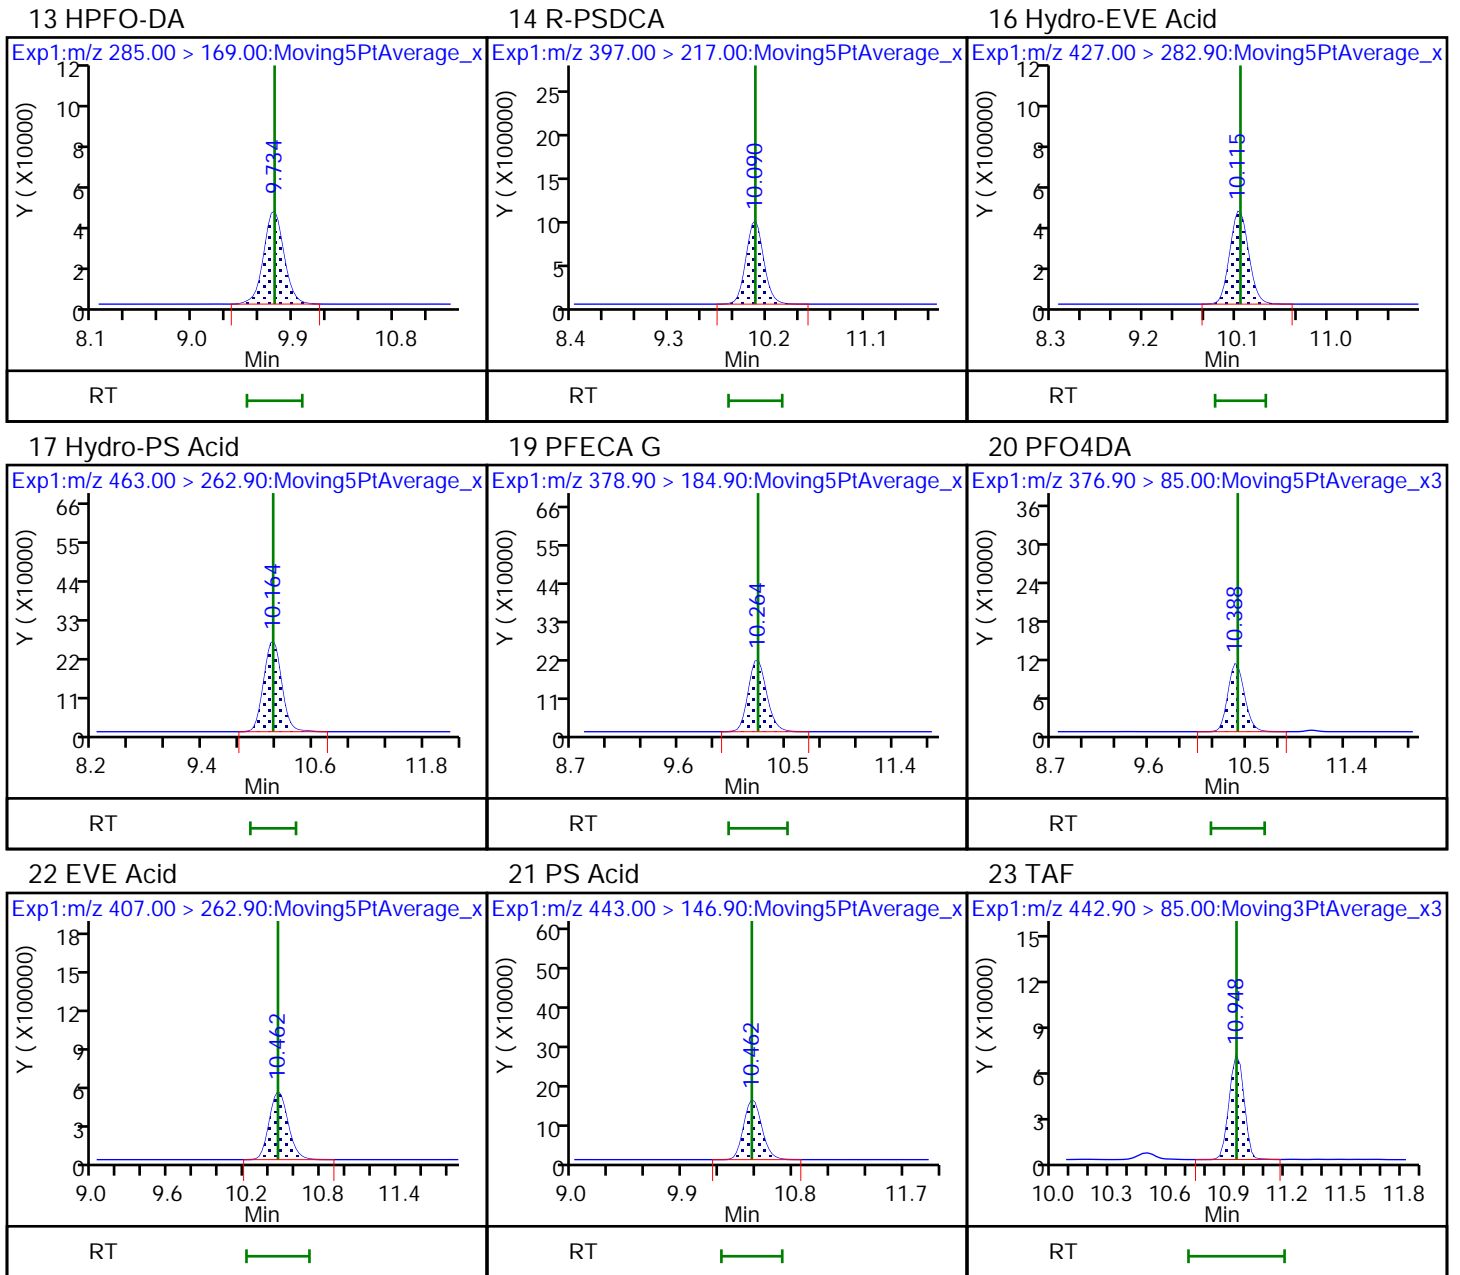 13 HPFO-DA
Exp1:m/z 285.00 > 169.00:Moving5PtAverage_x
Y ( X100000)
12
10
8
6
4
2
0
9.734
8.1 9.0 9.9 10.8
Min
RT
14 R-PSDCA
Exp1:m/z 397.00 > 217.00:Moving5PtAverage_x
Y ( X100000)
25
20
15
10
5
0
10.090
8.4 9.3 10.2 11.1
Min
RT
16 Hydro-EVE Acid
Exp1:m/z 427.00 > 282.90:Moving5PtAverage_x
Y ( X100000)
12
10
8
6
4
2
0
10.115
8.3 9.2 10.1 11.0
Min
RT
17 Hydro-PS Acid
Exp1:m/z 463.00 > 262.90:Moving5PtAverage_x
Y ( X10000)
66
55
44
33
22
11
0
10.164
8.2 9.4 10.6 11.8
Min
RT
19 PFECA G
Exp1:m/z 378.90 > 184.90:Moving5PtAverage_x
Y ( X10000)
66
55
44
33
22
11
0
10.264
8.7 9.6 10.5 11.4
Min
RT
20 PFO4DA
Exp1:m/z 376.90 > 85.00:Moving5PtAverage_x3
Y ( X10000)
36
30
24
18
12
6
0
10.388
8.7 9.6 10.5 11.4
Min
RT
22 EVE Acid
Exp1:m/z 407.00 > 262.90:Moving5PtAverage_x
Y ( X100000)
18
15
12
9
6
3
0
10.462
9.0 9.6 10.2 10.8 11.4
Min
RT
21 PS Acid
Exp1:m/z 443.00 > 146.90:Moving5PtAverage_x
Y ( X10000)
60
50
40
30
20
10
0
10.462
9.0 9.9 10.8 11.7
Min
RT
23 TAF
Exp1:m/z 442.90 > 85.00:Moving3PtAverage_x3
Y ( X10000)
15
12
9
6
3
0
10.948
10.0 10.3 10.6 10.9 11.2 11.5 11.8
Min
RT